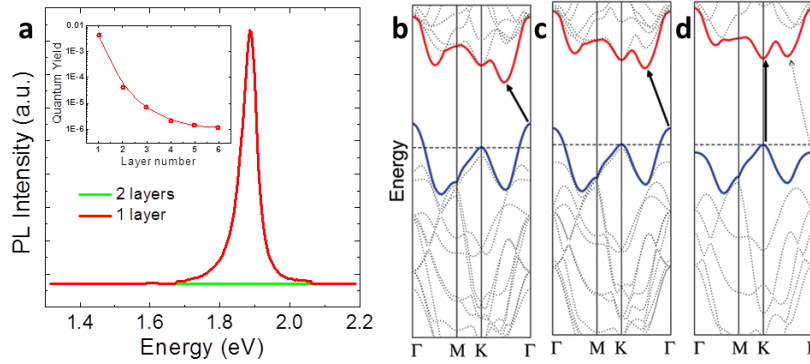 a
PL Intensity (a.u.)
Energy (eV)
1.4 1.6 1.8 2.0 2.2
2 layers
1 layer
Quantum Yield
0.01
1E-3
1E-4
1E-5
1E-6
1 2 3 4 5 6
Layer number
b
c
d
Energy
Γ M K Γ
Γ M K Γ
Γ M K